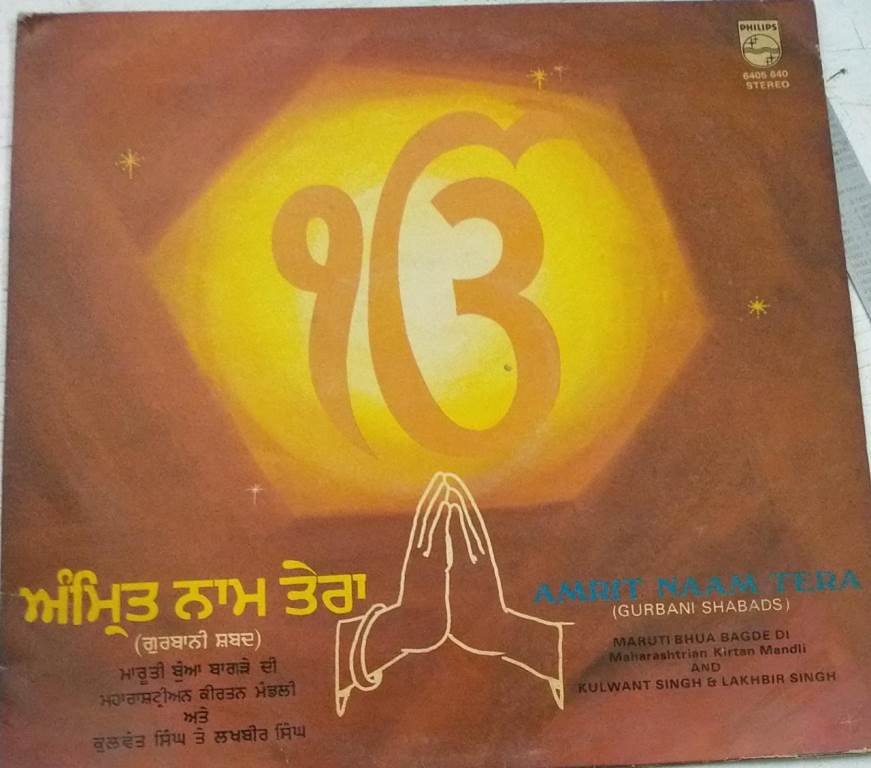 PHILIPS
6405 640
STEREO
ੴ
ਅੰਮ੍ਰਿਤ ਨਾਮ ਤੇਰਾ
(ਗੁਰਬਾਨੀ ਸ਼ਬਦ)
ਮਾਰੂਤੀ ਬੁੰਆ ਬਾਗੜੇ ਦੀ
ਮਹਾਰਾਸ਼ਟ੍ਰੀਅਨ ਕੀਰਤਨ ਮੰਡਲੀ
ਅਤੇ
ਕੁਲਵੰਤ ਸਿੰਘ ਤੇ ਲਖਬੀਰ ਸਿੰਘ
AMRIT NAAM TERA
(GURBANI SHABADS)
MARUTI BHUA BAGDE DI
Maharashtrian Kirtan Mandli
AND
KULWANT SINGH & LAKHBIR SINGH